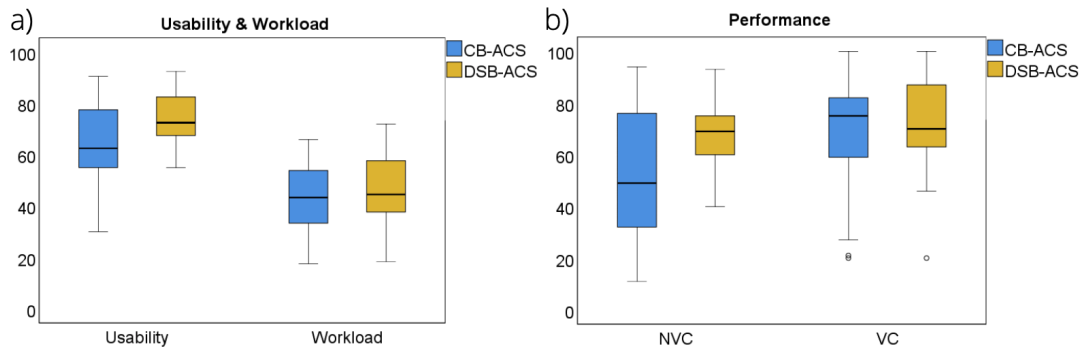 a)
Usability & Workload
100
80
60
40
20
0
Usability
Workload
CB-ACS
DSB-ACS
b)
Performance
100
80
60
40
20
0
NVC
VC
CB-ACS
DSB-ACS